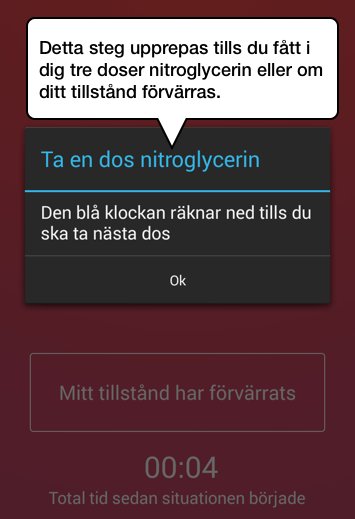 Detta steg upprepas tills du fått i
dig tre doser nitroglycerin eller om
ditt tillstånd förvärras.
Ta en dos nitroglycerin
Den blå klockan räknar ned tills du
ska ta nästa dos
Ok
Mitt tillstånd har förvärrats
00:04
Total tid sedan situationen började